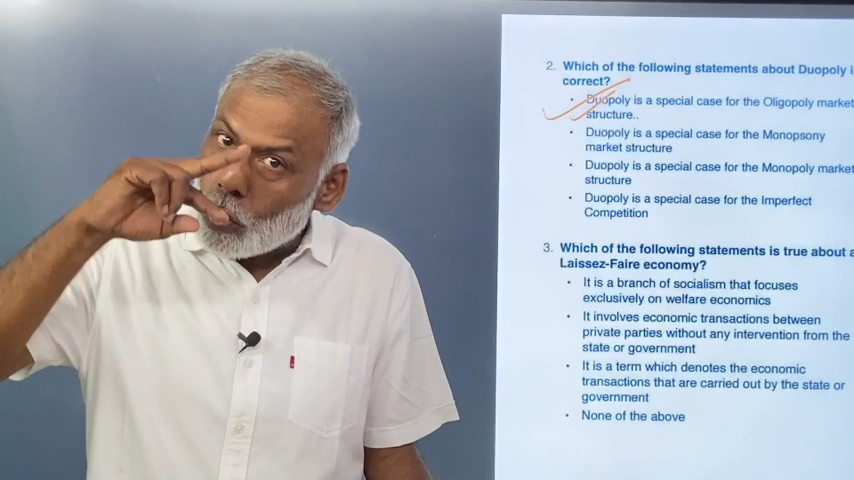 2. Which of the following statements about Duopoly i
correct?
• Duopoly is a special case for the Oligopoly market
structure..
• Duopoly is a special case for the Monopsony
market structure
• Duopoly is a special case for the Monopoly market
structure
• Duopoly is a special case for the Imperfect
Competition
3. Which of the following statements is true about a
Laissez-Faire economy?
• It is a branch of socialism that focuses
exclusively on welfare economics
• It involves economic transactions between
private parties without any intervention from the
state or government
• It is a term which denotes the economic
transactions that are carried out by the state or
government
• None of the above